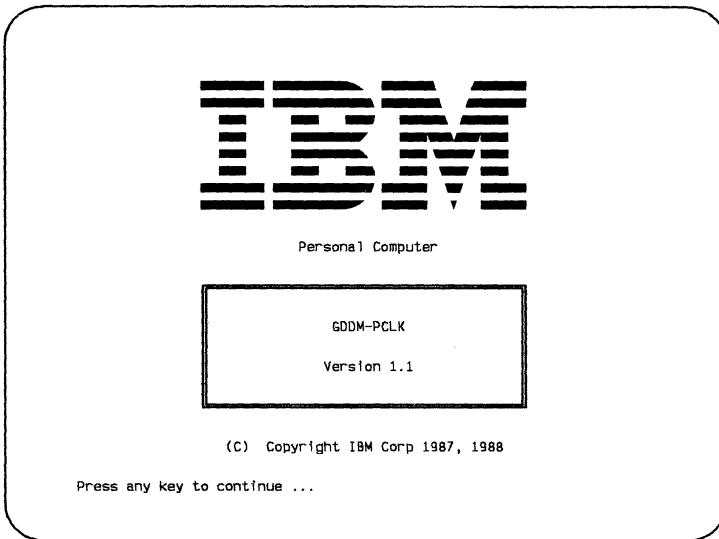 IBM
Personal Computer
GDDM-PCLK
Version 1.1
(C) Copyright IBM Corp 1987, 1988
Press any key to continue ...